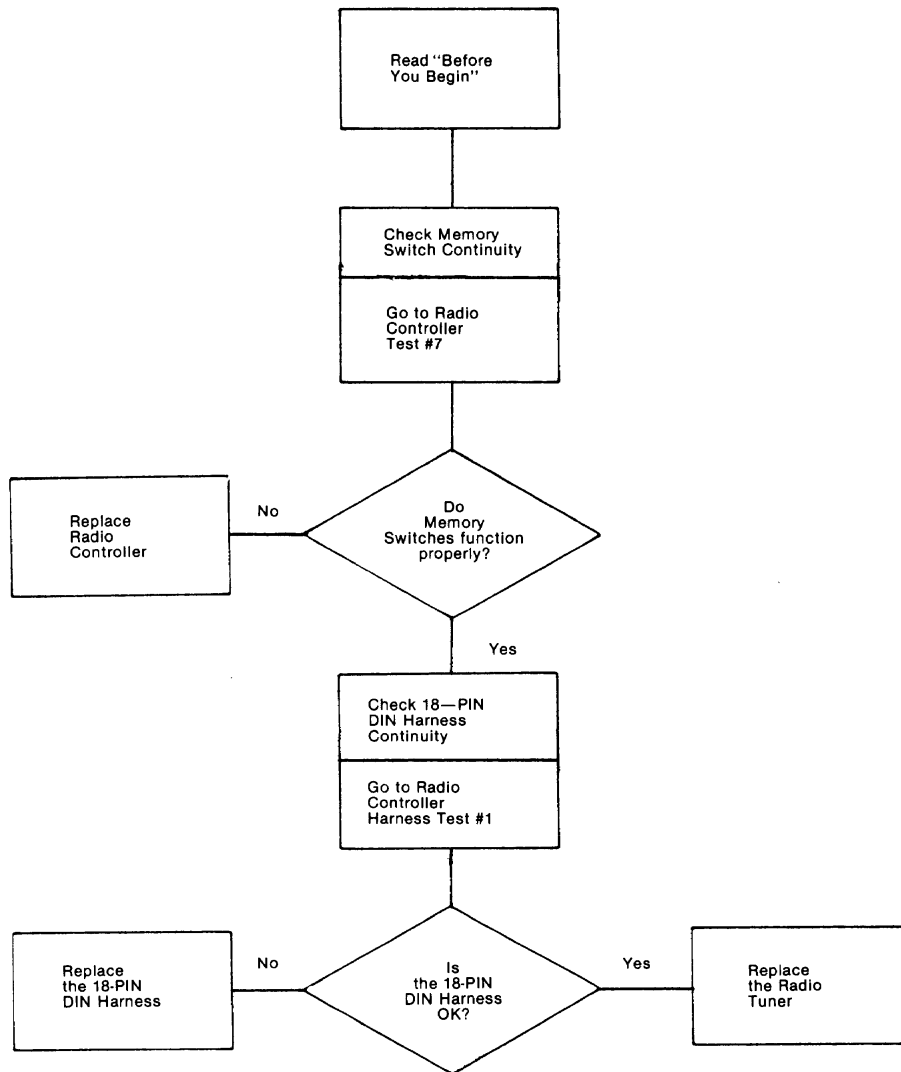 Read "Before
You Begin"
Check Memory
Switch Continuity
Go to Radio
Controller
Test #7
Do
Memory
Switches function
properly?
No
Replace
Radio
Controller
Yes
Check 18—PIN
DIN Harness
Continuity
Go to Radio
Controller
Harness Test #1
Is
the 18-PIN
DIN Harness
OK?
No
Replace
the 18-PIN
DIN Harness
Yes
Replace
the Radio
Tuner